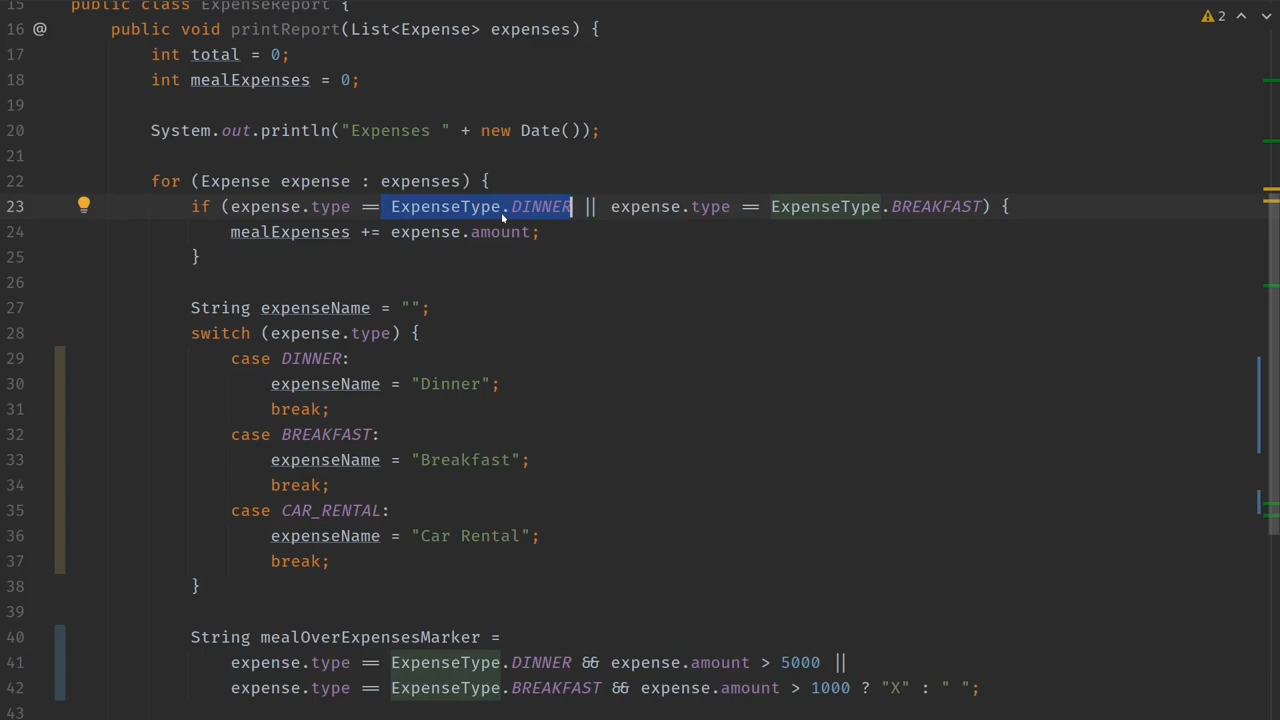 15 public class ExpenseReport {
16 @ public void printReport(List<Expense> expenses) {
17 int total = 0;
18 int mealExpenses = 0;
19
20 System.out.println("Expenses " + new Date());
21
22 for (Expense expense : expenses) {
23 if (expense.type == ExpenseType.DINNER || expense.type == ExpenseType.BREAKFAST) {
24 mealExpenses += expense.amount;
25 }
26
27 String expenseName = "";
28 switch (expense.type) {
29 case DINNER:
30 expenseName = "Dinner";
31 break;
32 case BREAKFAST:
33 expenseName = "Breakfast";
34 break;
35 case CAR_RENTAL:
36 expenseName = "Car Rental";
37 break;
38 }
39
40 String mealOverExpensesMarker =
41 expense.type == ExpenseType.DINNER && expense.amount > 5000 ||
42 expense.type == ExpenseType.BREAKFAST && expense.amount > 1000 ? "X" : " ";
43
2